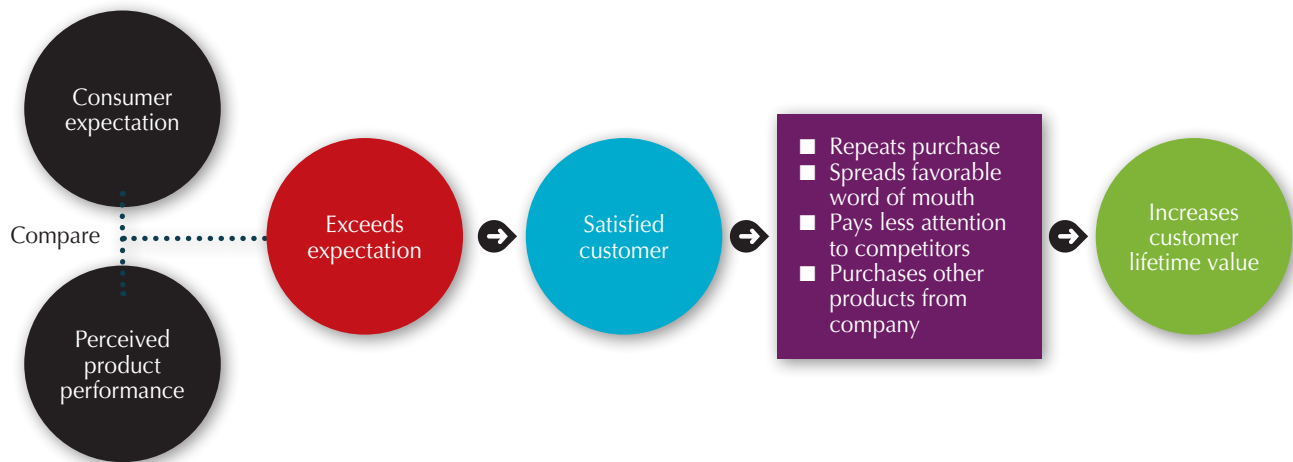 Consumer
expectation
Compare
Perceived
product
performance
Exceeds
expectation
Satisfied
customer
■ Repeats purchase
■ Spreads favorable
word of mouth
■ Pays less attention
to competitors
■ Purchases other
products from
company
Increases
customer
lifetime value